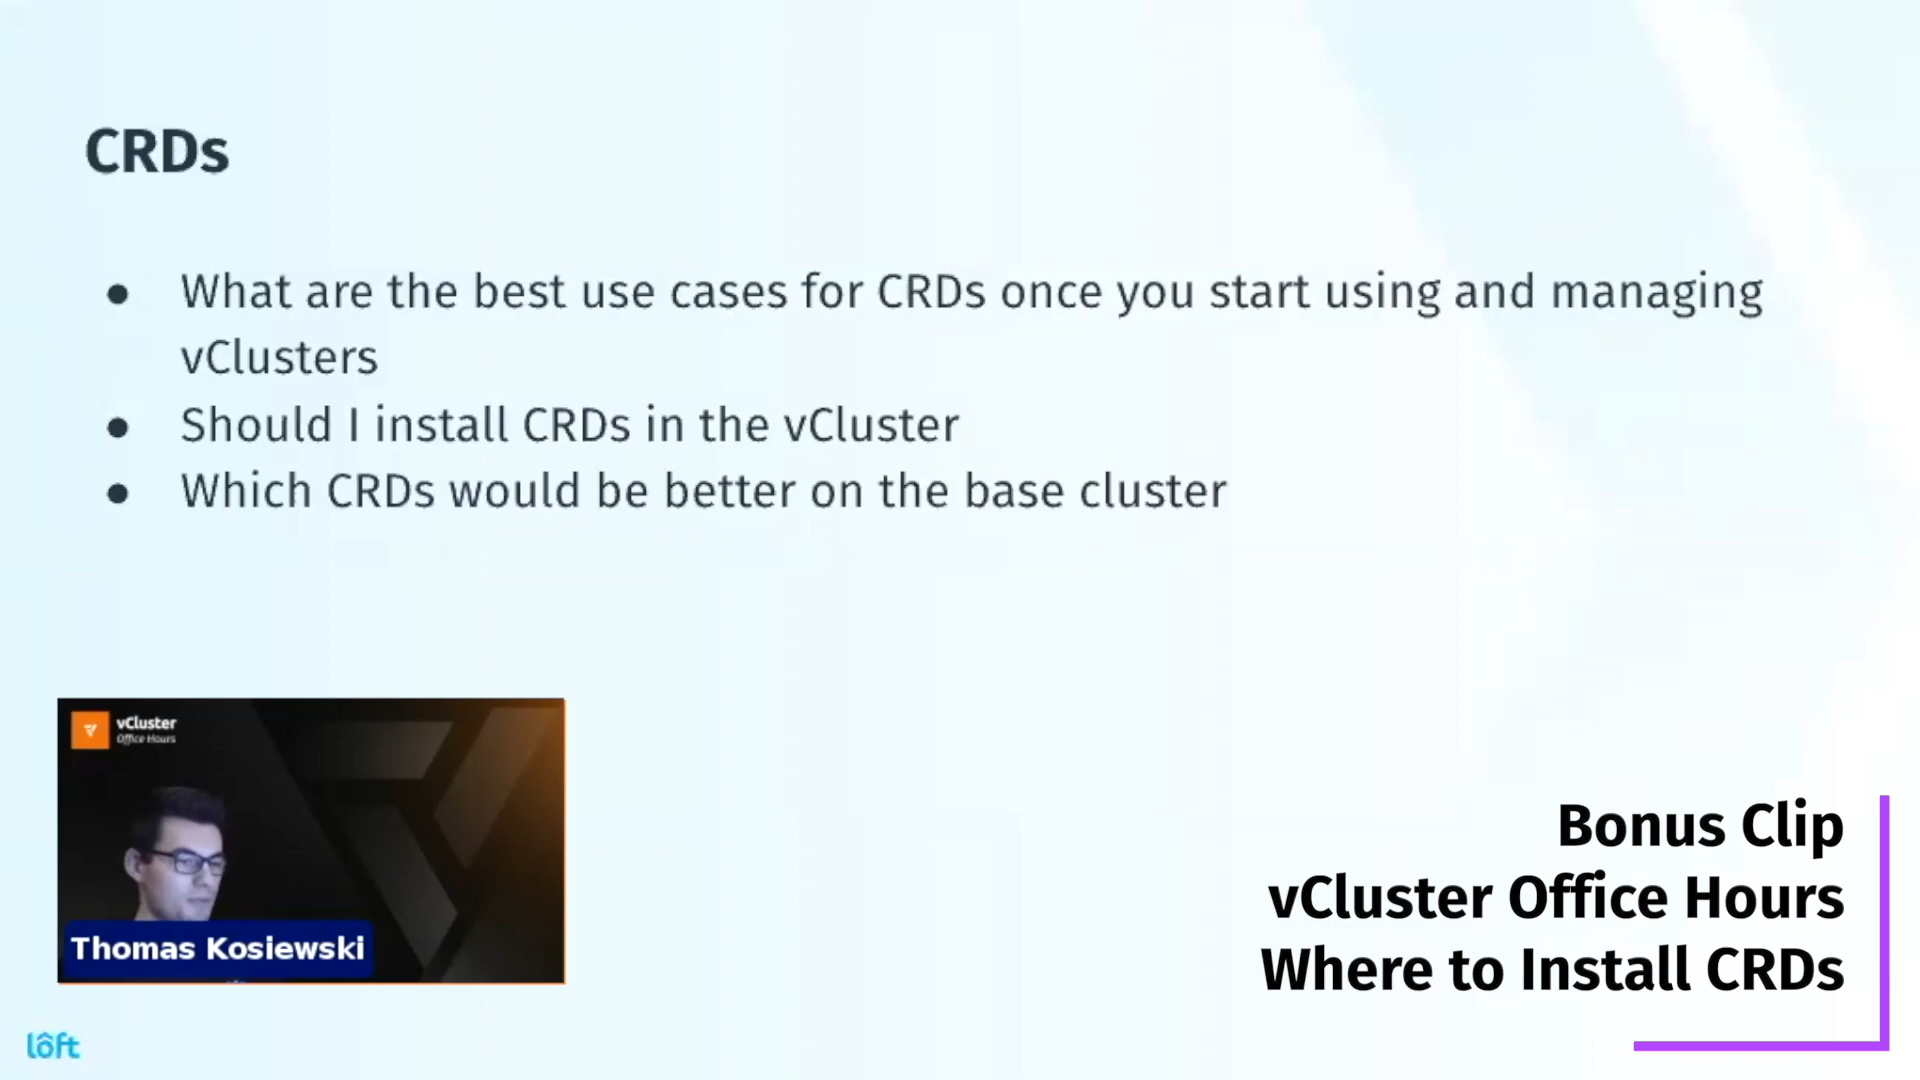 CRDs
● What are the best use cases for CRDs once you start using and managing
vClusters
● Should I install CRDs in the vCluster
● Which CRDs would be better on the base cluster
vCluster
Office Hours
Thomas Kosiewski
Bonus Clip
vCluster Office Hours
Where to Install CRDs
lôft